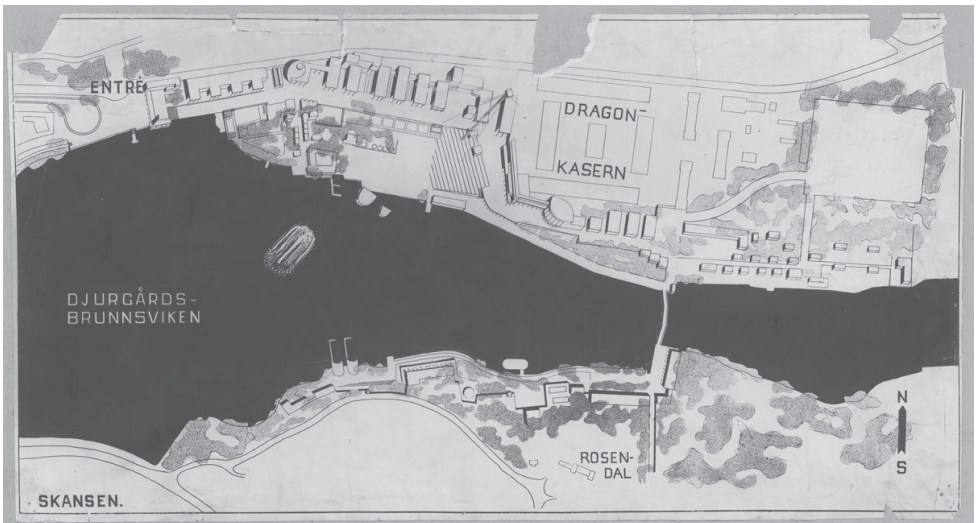 ENTRÉ
DRAGON-
KASERN
DJURGÅRDS-
BRUNNSVIKEN
ROSEN-
DAL
N
S
SKANSEN.